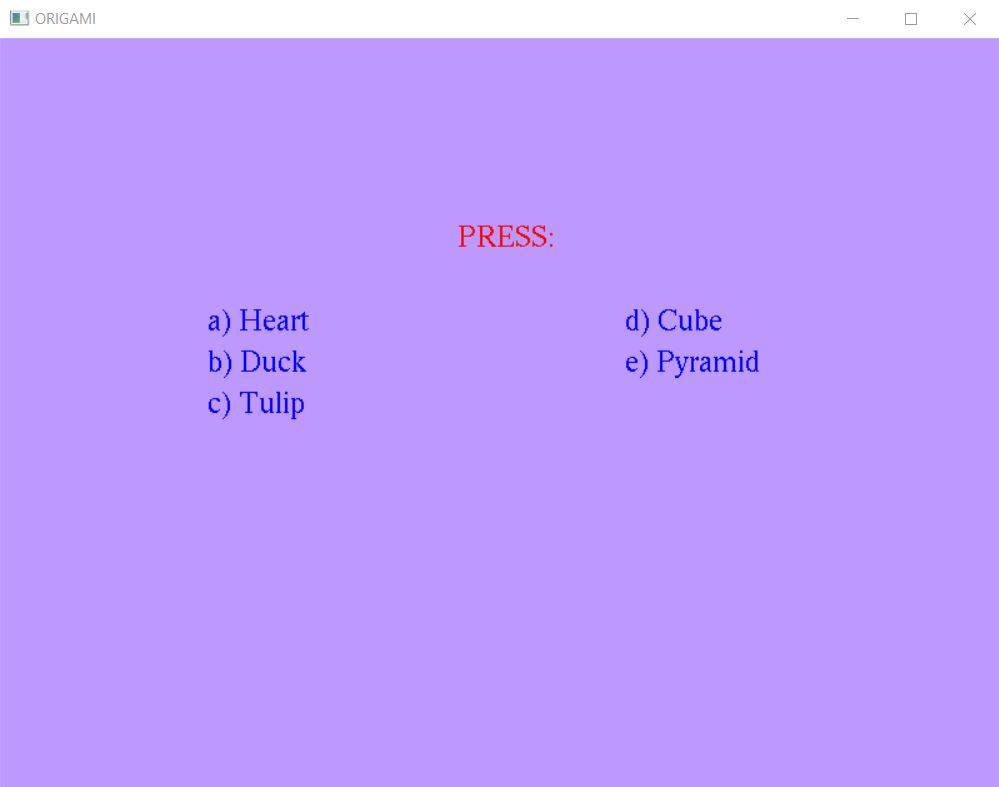 ORIGAMI
PRESS:
a) Heart
b) Duck
c) Tulip
d) Cube
e) Pyramid